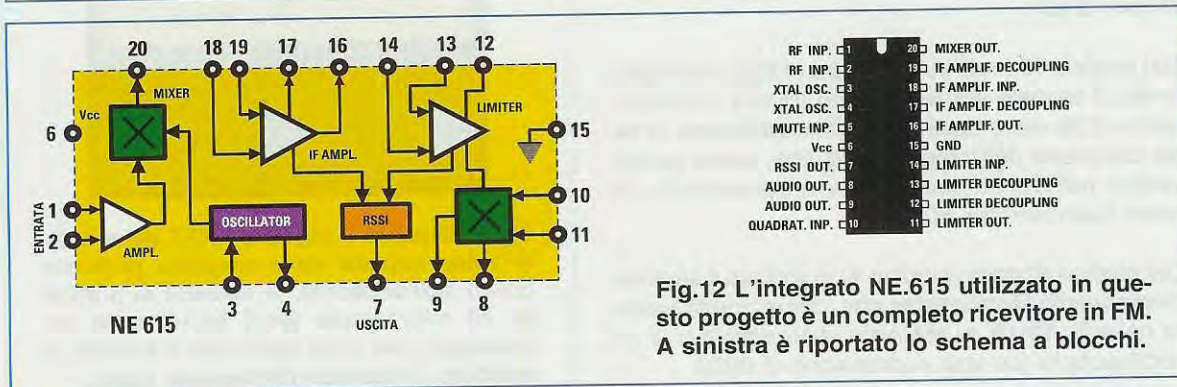 20
18
19
17
16
14
13
12
MIXER
LIMITER
6
Vcc
15
IF AMPL.
10
1
ENTRATA
OSCILLATOR
RSSI
2
11
AMPL.
3
4
7
9
8
NE 615
USCITA
RF INP. 1
RF INP. 2
XTAL OSC. 3
XTAL OSC. 4
MUTE INP. 5
Vcc 6
RSSI OUT. 7
AUDIO OUT. 8
AUDIO OUT. 9
QUADRAT. INP. 10
20 MIXER OUT.
19 IF AMPLIF. DECOUPLING
18 IF AMPLIF. INP.
17 IF AMPLIF. DECOUPLING
16 IF AMPLIF. OUT.
15 GND
14 LIMITER INP.
13 LIMITER DECOUPLING
12 LIMITER DECOUPLING
11 LIMITER OUT.
Fig.12 L'integrato NE.615 utilizzato in que-
sto progetto è un completo ricevitore in FM.
A sinistra è riportato lo schema a blocchi.